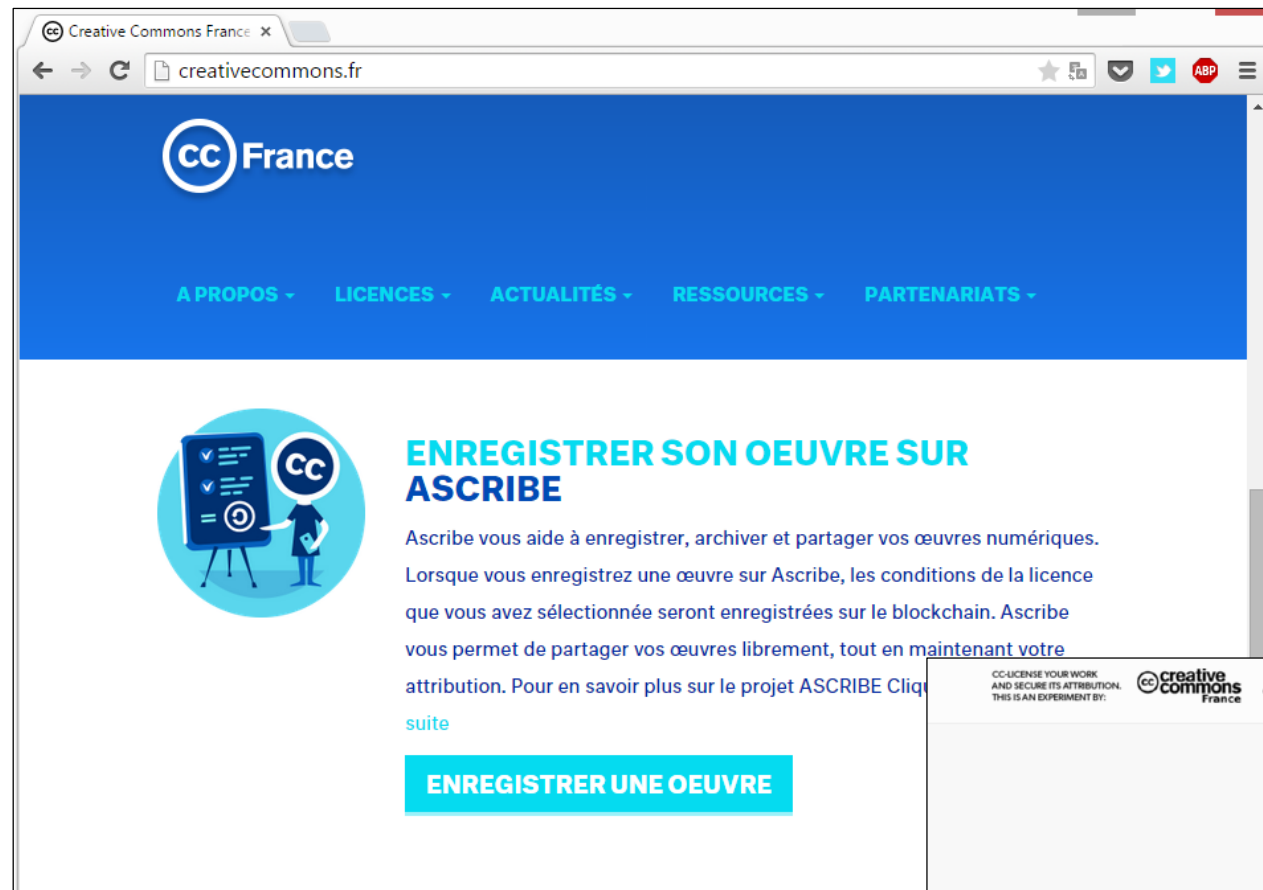 Creative Commons France
creativecommons.fr
ABP
cc France
A PROPOS
LICENCES
ACTUALITÉS
RESSOURCES
PARTENARIATS
CC
ENREGISTRER SON OEUVRE SUR
ASCRIBE
Ascribe vous aide à enregistrer, archiver et partager vos œuvres numériques.
Lorsque vous enregistrez une œuvre sur Ascribe, les conditions de la licence
que vous avez sélectionnée seront enregistrées sur le blockchain. Ascribe
vous permet de partager vos œuvres librement, tout en maintenant votre
attribution. Pour en savoir plus sur le projet ASCRIBE
suite
ENREGISTRER UNE OEUVRE
CC-LICENSE YOUR WORK
AND SECURE ITS ATTRIBUTION.
THIS IS AN EXPERIMENT BY:
cc creative
commons
France